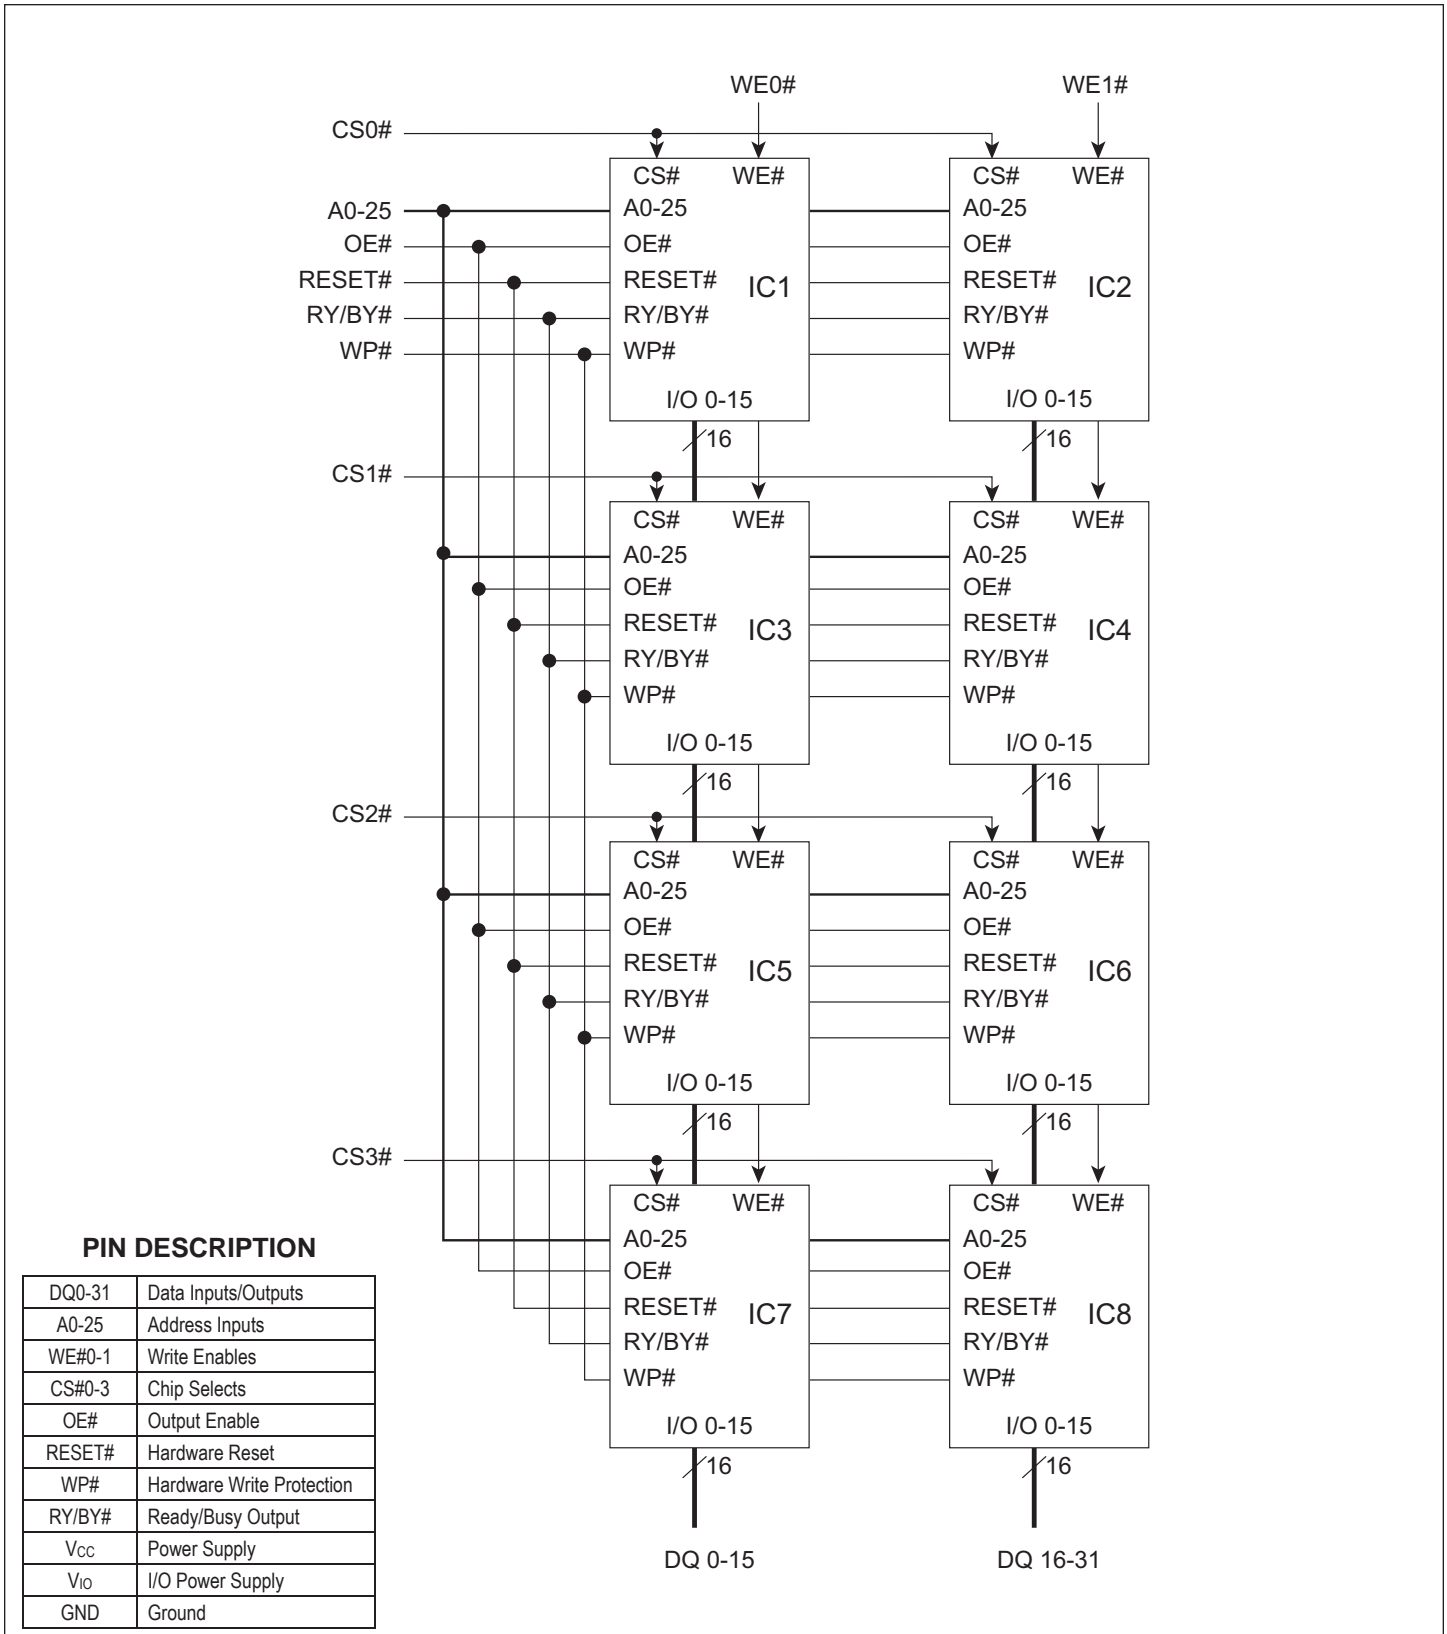 WE0# WE1#
CS0#
CS# WE# CS# WE#
A0-25 A0-25 A0-25
OE# OE# OE#
RESET# RESET# IC1 RESET# IC2
RY/BY# RY/BY# RY/BY#
WP# WP# WP#
I/O 0-15 I/O 0-15
16 16
CS1#
CS# WE# CS# WE#
A0-25 A0-25
OE# OE#
RESET# IC3 RESET# IC4
RY/BY# RY/BY#
WP# WP#
I/O 0-15 I/O 0-15
16 16
CS2#
CS# WE# CS# WE#
A0-25 A0-25
OE# OE#
RESET# IC5 RESET# IC6
RY/BY# RY/BY#
WP# WP#
I/O 0-15 I/O 0-15
16 16
CS3#
CS# WE# CS# WE#
A0-25 A0-25
OE# OE#
RESET# IC7 RESET# IC8
RY/BY# RY/BY#
WP# WP#
I/O 0-15 I/O 0-15
16 16
DQ 0-15 DQ 16-31
PIN DESCRIPTION
DQ0-31 Data Inputs/Outputs
A0-25 Address Inputs
WE#0-1 Write Enables
CS#0-3 Chip Selects
OE# Output Enable
RESET# Hardware Reset
WP# Hardware Write Protection
RY/BY# Ready/Busy Output
VCC Power Supply
VIO I/O Power Supply
GND Ground